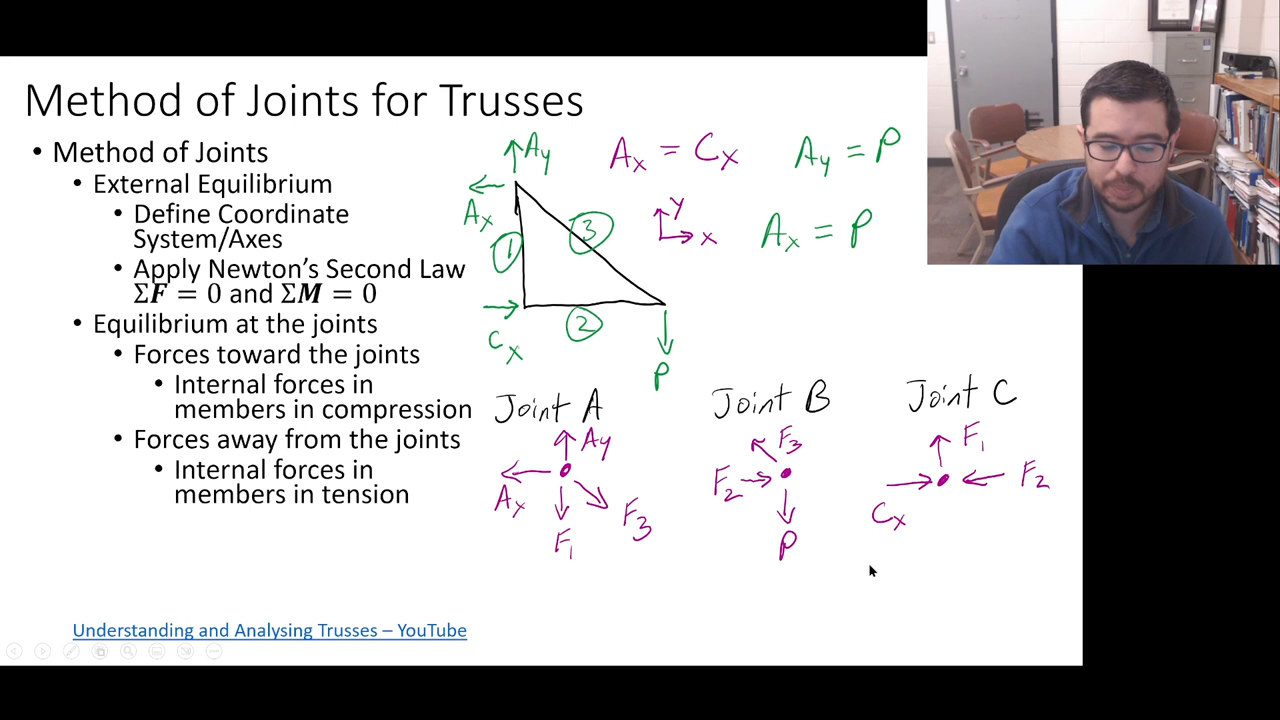 Method of Joints for Trusses
• Method of Joints
• External Equilibrium
• Define Coordinate
System/Axes
• Apply Newton's Second Law
Σ𝑭 = 0 and Σ𝑴 = 0
• Equilibrium at the joints
• Forces toward the joints
• Internal forces in
members in compression
• Forces away from the joints
• Internal forces in
members in tension
Understanding and Analysing Trusses – YouTube
Ay
Ax
1
3
2
Cx
P
Ax = Cx
Ay = P
y
x
Ax = P
Joint A
Ay
Ax
F1
F3
Joint B
F3
F2
P
Joint C
F1
F2
Cx